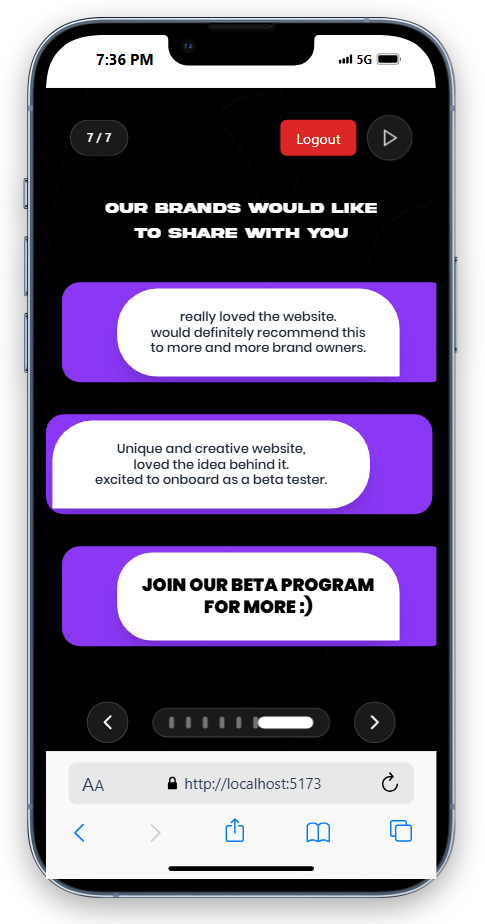 7:36 PM 5G
7 / 7 Logout
OUR BRANDS WOULD LIKE
TO SHARE WITH YOU
really loved the website.
would definitely recommend this
to more and more brand owners.
Unique and creative website,
loved the idea behind it.
excited to onboard as a beta tester.
JOIN OUR BETA PROGRAM
FOR MORE :)
AA http://localhost:5173